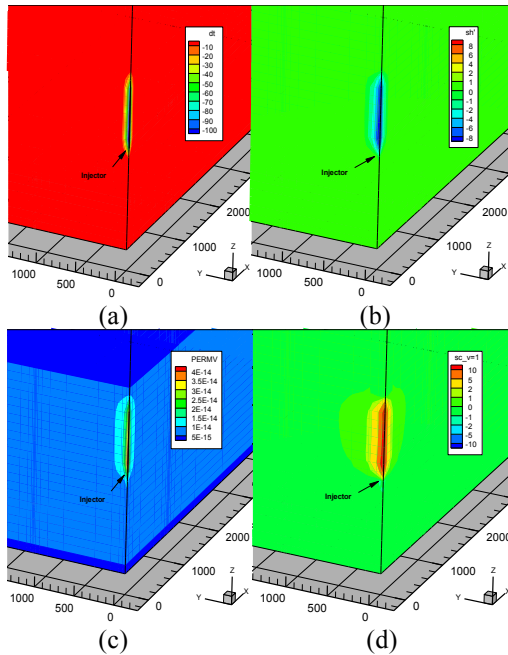 dt
-10
-20
-30
-40
-50
-60
-70
-80
-90
-100
Injector
1000
500
0
0
1000
2000
Z
Y
X
(a)
sh'
8
6
4
2
0
-2
-4
-6
-8
Injector
1000
500
0
0
1000
2000
Z
Y
X
(b)
PERMV
4E-14
3.5E-14
3E-14
2.5E-14
2E-14
1.5E-14
1E-14
5E-15
Injector
1000
500
0
0
1000
2000
Z
Y
X
(c)
sc_v=1
10
5
2
1
0
-1
-2
-5
-10
Injector
1000
500
0
0
1000
2000
Z
Y
X
(d)